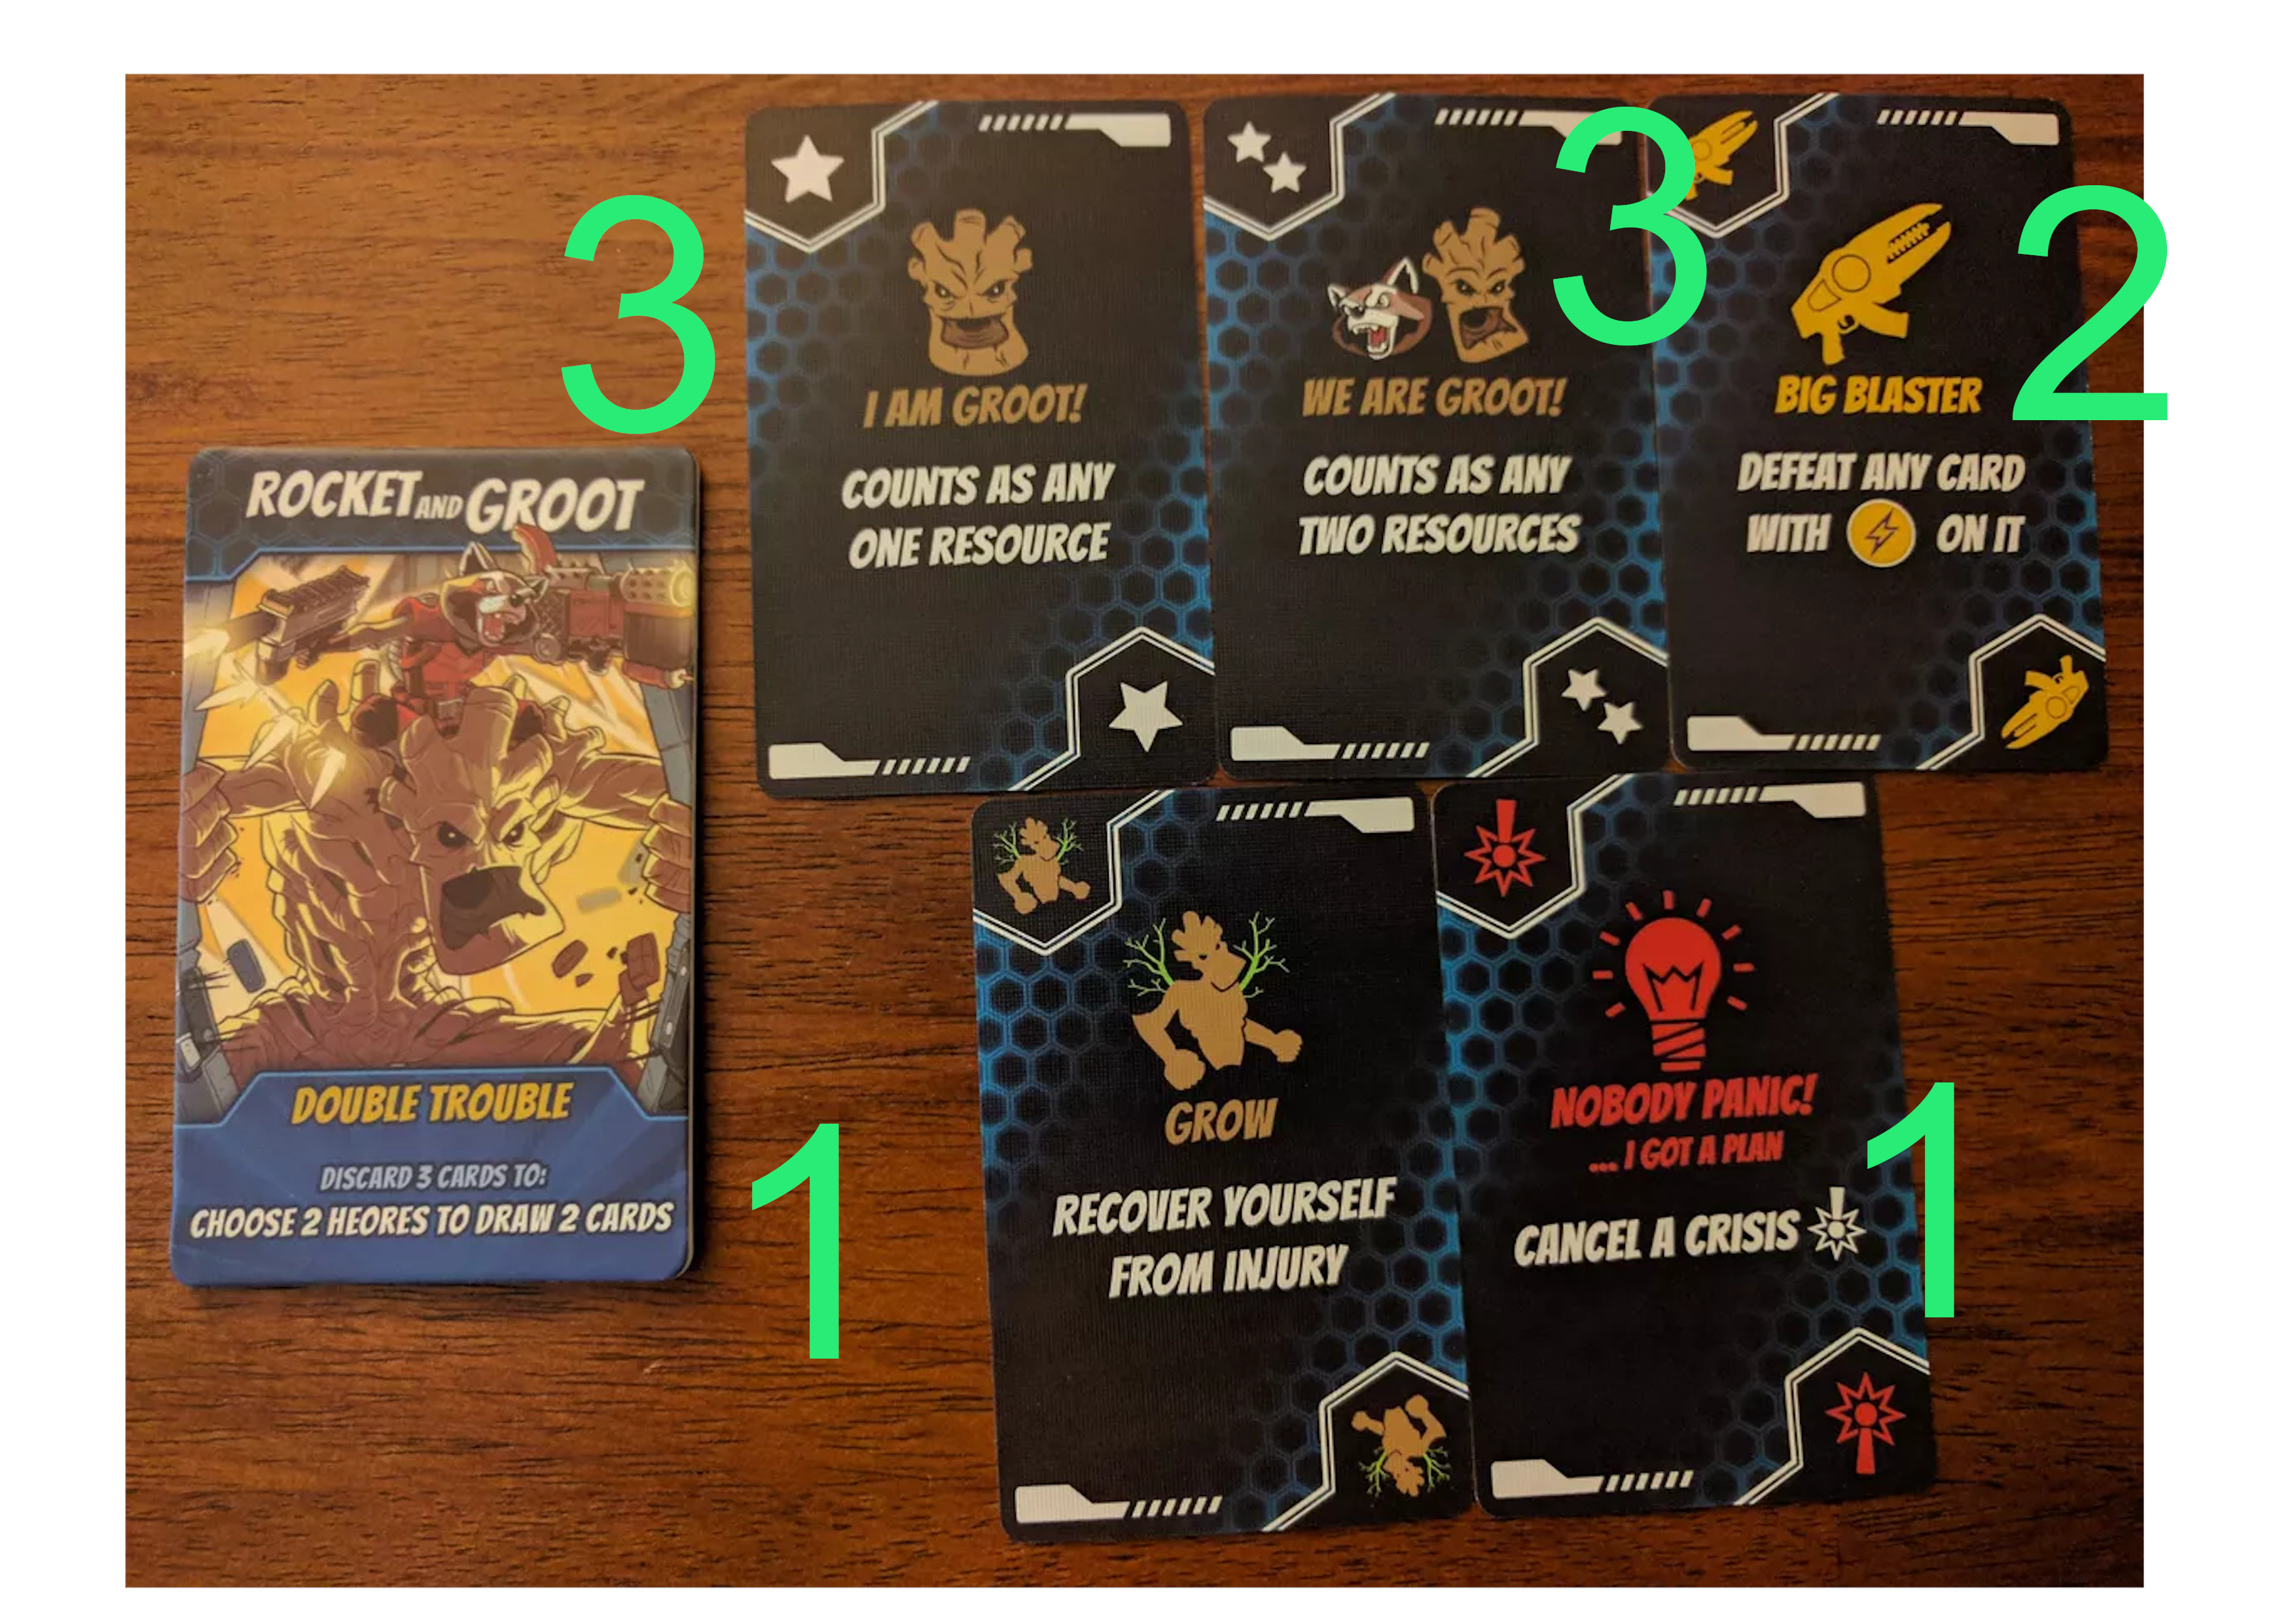 ROCKET AND GROOT
DOUBLE TROUBLE
DISCARD 3 CARDS TO:
CHOOSE 2 HEORES TO DRAW 2 CARDS
3
I AM GROOT!
COUNTS AS ANY
ONE RESOURCE
3
WE ARE GROOT!
COUNTS AS ANY
TWO RESOURCES
2
BIG BLASTER
DEFEAT ANY CARD
WITH ON IT
1
GROW
RECOVER YOURSELF
FROM INJURY
1
NOBODY PANIC!
... I GOT A PLAN
CANCEL A CRISIS